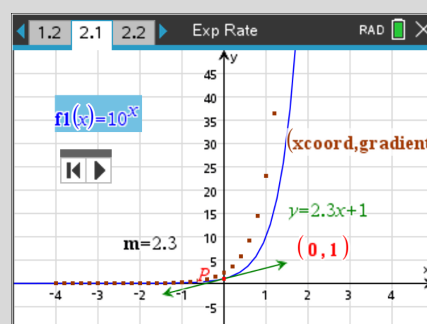 1.2 2.1 2.2 Exp Rate RAD
y
45
40
f1(x)=10^x
35
30
(xcoord,gradient
25
20
y=2.3x+1
15
m=2.3
(0,1)
10
5
P
x
-4 -3 -2 -1 1 2 3 4
-5